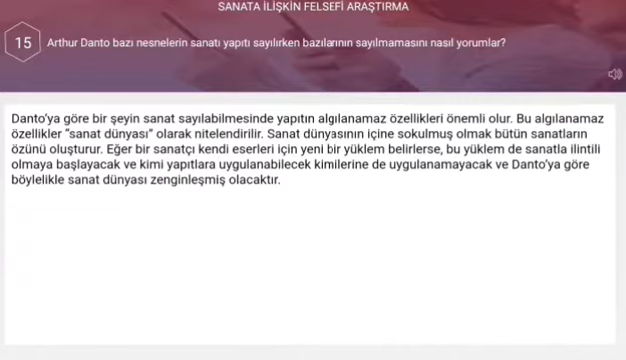 SANATA İLİŞKİN FELSEFİ ARAŞTIRMA
15 Arthur Danto bazı nesnelerin sanatı yapıtı sayılırken bazılarının sayılmamasını nasıl yorumlar?
Danto'ya göre bir şeyin sanat sayılabilmesinde yapıtın algılanamaz özellikleri önemli olur. Bu algılanamaz
özellikler "sanat dünyası" olarak nitelendirilir. Sanat dünyasının içine sokulmuş olmak bütün sanatların
özünü oluşturur. Eğer bir sanatçı kendi eserleri için yeni bir yüklem belirlerse, bu yüklem de sanatla ilintili
olmaya başlayacak ve kimi yapıtlara uygulanabilecek kimilerine de uygulanamayacak ve Danto'ya göre
böylelikle sanat dünyası zenginleşmiş olacaktır.